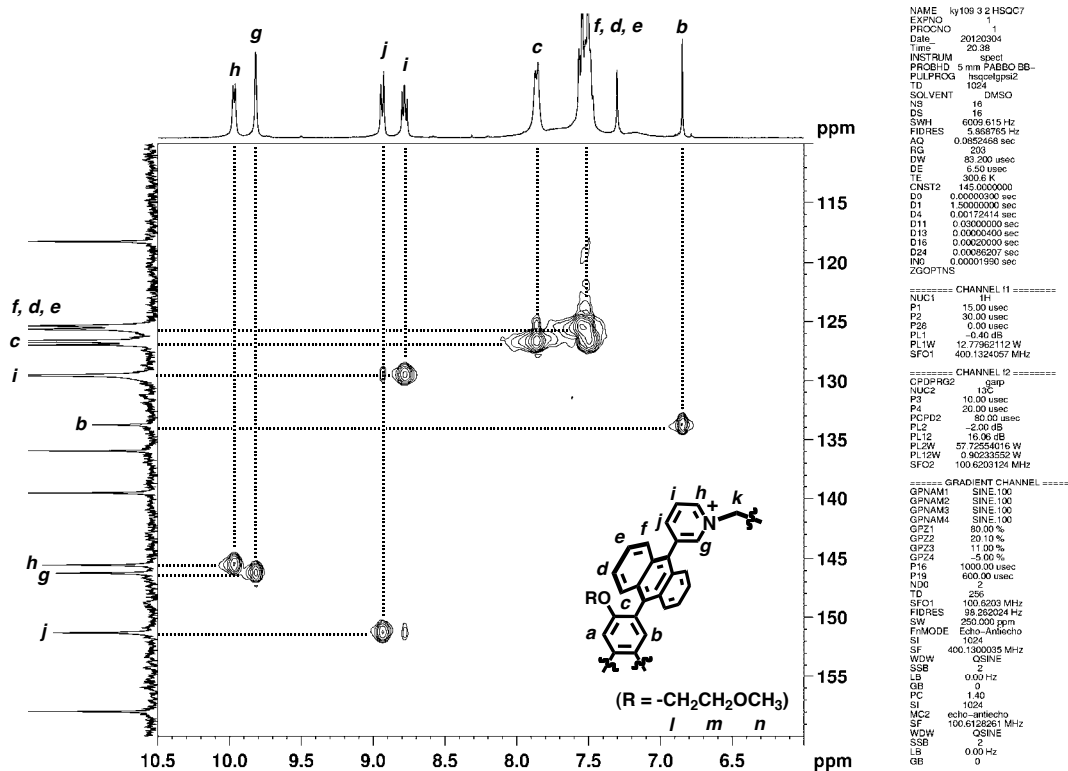 h
g
j
i
c
f, d, e
b
ppm
115
120
125
130
135
140
145
150
155
ppm
10.5 10.0 9.5 9.0 8.5 8.0 7.5 7.0 6.5
f, d, e
c
i
b
h
g
j
i
h
k
j
+
N
f
g
e
d
RO
c
a
b
(R = -CH2CH2OCH3)
l m n
NAME ky109 3 2 HSQC7
EXPNO 1
PROCNO 1
Date_ 20120304
Time 20.38
INSTRUM spect
PROBHD 5 mm PABBO BB-
PULPROG hsqcetgpsi2
TD 1024
SOLVENT DMSO
NS 16
DS 16
SWH 6009.615 Hz
FIDRES 5.868765 Hz
AQ 0.0852468 sec
RG 203
DW 83.200 usec
DE 6.50 usec
TE 300.6 K
CNST2 145.0000000
D0 0.00000300 sec
D1 1.50000000 sec
D4 0.00172414 sec
D11 0.03000000 sec
D13 0.00000400 sec
D16 0.00020000 sec
D24 0.00086207 sec
IN0 0.00001990 sec
ZGOPTNS
======== CHANNEL f1 ========
NUC1 1H
P1 15.00 usec
P2 30.00 usec
P28 0.00 usec
PL1 -0.40 dB
PL1W 12.77962112 W
SFO1 400.1324057 MHz
======== CHANNEL f2 ========
CPDPRG2 garp
NUC2 13C
P3 10.00 usec
P4 20.00 usec
PCPD2 80.00 usec
PL2 -2.00 dB
PL12 16.06 dB
PL2W 57.72554016 W
PL12W 0.90233552 W
SFO2 100.6203124 MHz
====== GRADIENT CHANNEL =====
GPNAM1 SINE.100
GPNAM2 SINE.100
GPNAM3 SINE.100
GPNAM4 SINE.100
GPZ1 80.00 %
GPZ2 20.10 %
GPZ3 11.00 %
GPZ4 -5.00 %
P16 1000.00 usec
P19 600.00 usec
ND0 2
TD 256
SFO1 100.6203 MHz
FIDRES 98.262024 Hz
SW 250.000 ppm
FnMODE Echo-Antiecho
SI 1024
SF 400.1300035 MHz
WDW QSINE
SSB 2
LB 0.00 Hz
GB 0
PC 1.40
SI 1024
MC2 echo-antiecho
SF 100.6128261 MHz
WDW QSINE
SSB 2
LB 0.00 Hz
GB 0